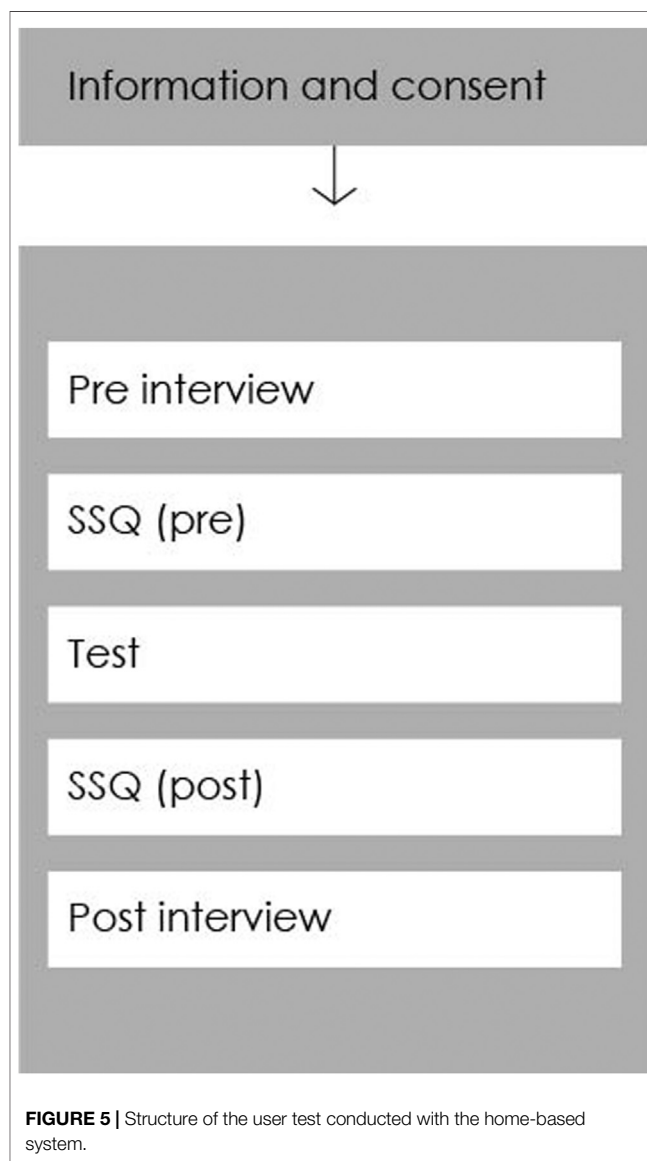 Information and consent
Pre interview
SSQ (pre)
Test
SSQ (post)
Post interview
FIGURE 5 | Structure of the user test conducted with the home-based
system.